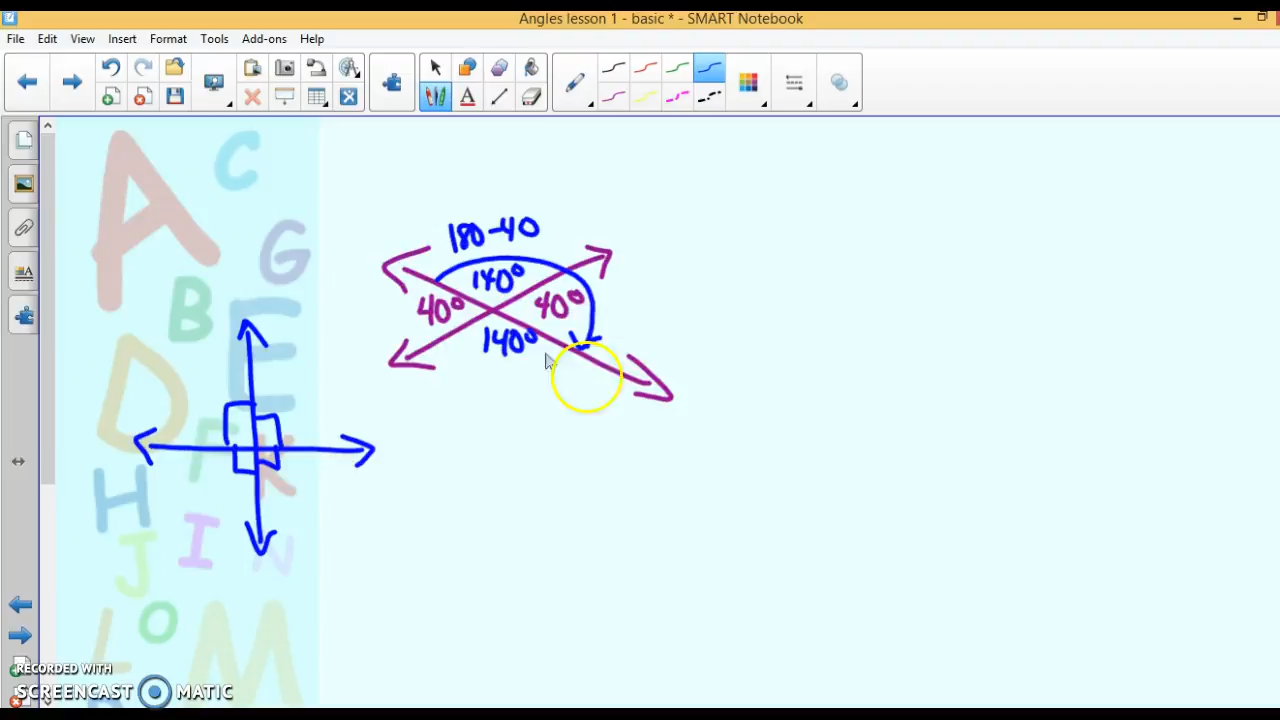 Angles lesson 1 - basic * - SMART Notebook
File Edit View Insert Format Tools Add-ons Help
A C
G
B
E
D
F K
H
I N
J
O
L M
180-40
140°
40° 40°
140°
RECORDED WITH
SCREENCAST MATIC